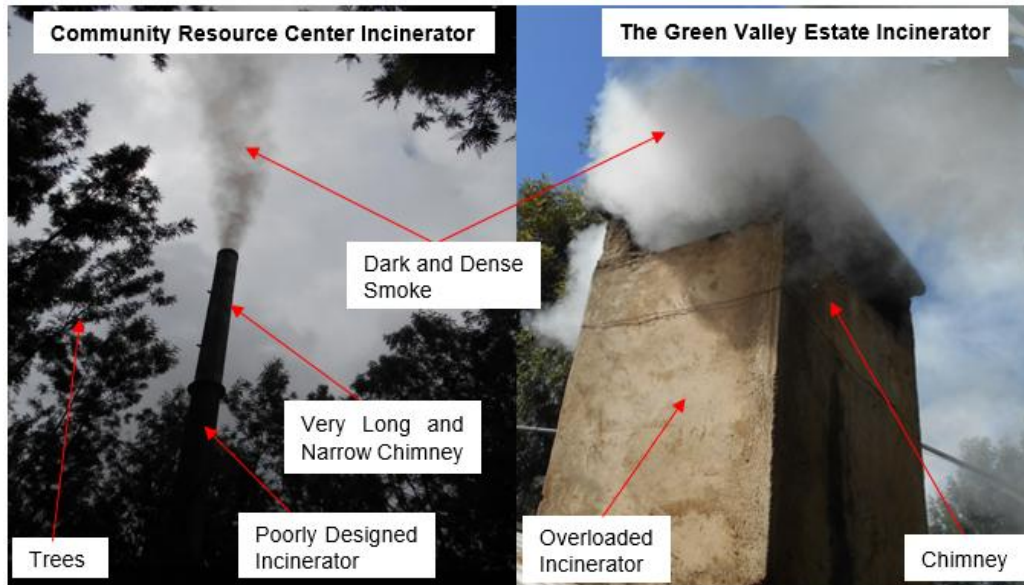 Community Resource Center Incinerator
The Green Valley Estate Incinerator
Dark and Dense
Smoke
Very Long and
Narrow Chimney
Trees
Poorly Designed
Incinerator
Overloaded
Incinerator
Chimney